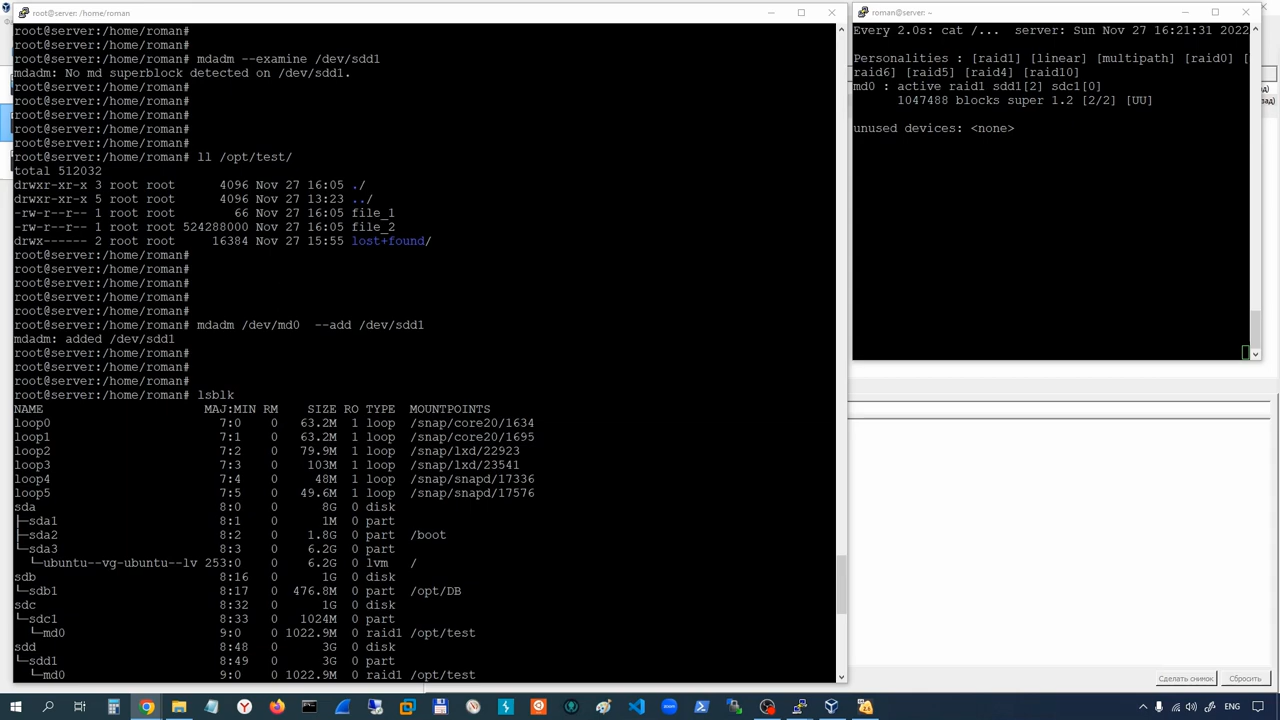 root@server: /home/roman
root@server:/home/roman#
root@server:/home/roman#
root@server:/home/roman# mdadm --examine /dev/sdd1
mdadm: No md superblock detected on /dev/sdd1.
root@server:/home/roman#
root@server:/home/roman#
root@server:/home/roman#
root@server:/home/roman#
root@server:/home/roman#
root@server:/home/roman# ll /opt/test/
total 512032
drwxr-xr-x 3 root root      4096 Nov 27 16:05 ./
drwxr-xr-x 5 root root      4096 Nov 27 13:23 ../
-rw-r--r-- 1 root root        66 Nov 27 16:05 file_1
-rw-r--r-- 1 root root 524288000 Nov 27 16:05 file_2
drwx------ 2 root root     16384 Nov 27 15:55 lost+found/
root@server:/home/roman#
root@server:/home/roman#
root@server:/home/roman#
root@server:/home/roman#
root@server:/home/roman#
root@server:/home/roman# mdadm /dev/md0  --add /dev/sdd1
mdadm: added /dev/sdd1
root@server:/home/roman#
root@server:/home/roman#
root@server:/home/roman#
root@server:/home/roman# lsblk
NAME                      MAJ:MIN RM   SIZE RO TYPE  MOUNTPOINTS
loop0                       7:0    0  63.2M  1 loop  /snap/core20/1634
loop1                       7:1    0  63.2M  1 loop  /snap/core20/1695
loop2                       7:2    0  79.9M  1 loop  /snap/lxd/22923
loop3                       7:3    0   103M  1 loop  /snap/lxd/23541
loop4                       7:4    0    48M  1 loop  /snap/snapd/17336
loop5                       7:5    0  49.6M  1 loop  /snap/snapd/17576
sda                         8:0    0     8G  0 disk
├─sda1                      8:1    0     1M  0 part
├─sda2                      8:2    0   1.8G  0 part  /boot
└─sda3                      8:3    0   6.2G  0 part
  └─ubuntu--vg-ubuntu--lv 253:0    0   6.2G  0 lvm   /
sdb                         8:16   0     1G  0 disk
└─sdb1                      8:17   0 476.8M  0 part  /opt/DB
sdc                         8:32   0     1G  0 disk
└─sdc1                      8:33   0  1024M  0 part
  └─md0                     9:0    0 1022.9M 0 raid1 /opt/test
sdd                         8:48   0     3G  0 disk
└─sdd1                      8:49   0     3G  0 part
  └─md0                     9:0    0 1022.9M 0 raid1 /opt/test
roman@server: ~
Every 2.0s: cat /...  server: Sun Nov 27 16:21:31 2022
Personalities : [raid1] [linear] [multipath] [raid0] [
raid6] [raid5] [raid4] [raid10]
md0 : active raid1 sdd1[2] sdc1[0]
      1047488 blocks super 1.2 [2/2] [UU]
unused devices: <none>
Сделать снимок
Сбросить